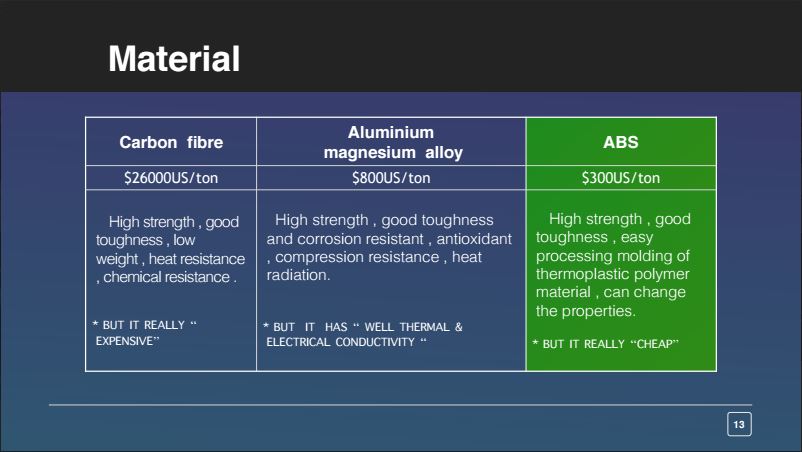 Material
Carbon fibre
Aluminium
magnesium alloy
ABS
$26000US/ton
$800US/ton
$300US/ton
High strength , good
toughness , low
weight , heat resistance
, chemical resistance .
* BUT IT REALLY “
EXPENSIVE”
High strength , good toughness
and corrosion resistant , antioxidant
, compression resistance , heat
radiation.
* BUT IT HAS “ WELL THERMAL &
ELECTRICAL CONDUCTIVITY “
High strength , good
toughness , easy
processing molding of
thermoplastic polymer
material , can change
the properties.
* BUT IT REALLY “CHEAP”
13